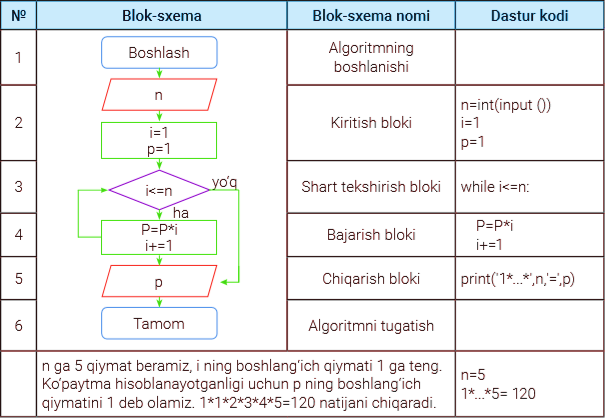 № Blok-sxema Blok-sxema nomi Dastur kodi
1 Boshlash Algoritmning
boshlanishi
2 n Kiritish bloki n=int(input ())
i=1 i=1
p=1 p=1
3 i<=n yo‘q Shart tekshirish bloki while i<=n:
ha
4 P=P*i Bajarish bloki P=P*i
i+=1 i+=1
5 p Chiqarish bloki print('1*...*',n,'=',p)
6 Tamom Algoritmni tugatish
n ga 5 qiymat beramiz, i ning boshlang‘ich qiymati 1 ga teng. n=5
Ko‘paytma hisoblanayotganligi uchun p ning boshlang‘ich 1*...*5= 120
qiymatini 1 deb olamiz. 1*1*2*3*4*5=120 natijani chiqaradi.